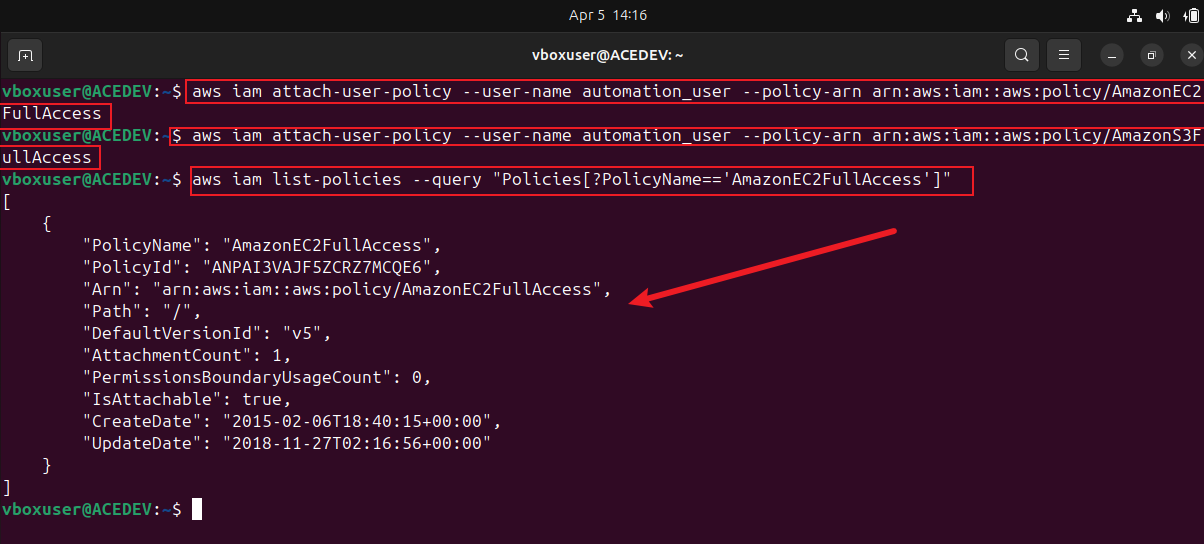 Apr 5 14:16
vboxuser@ACEDEV: ~
vboxuser@ACEDEV:~$ aws iam attach-user-policy --user-name automation_user --policy-arn arn:aws:iam::aws:policy/AmazonEC2
FullAccess
vboxuser@ACEDEV:~$ aws iam attach-user-policy --user-name automation_user --policy-arn arn:aws:iam::aws:policy/AmazonS3F
ullAccess
vboxuser@ACEDEV:~$ aws iam list-policies --query "Policies[?PolicyName=='AmazonEC2FullAccess']"
[
    {
        "PolicyName": "AmazonEC2FullAccess",
        "PolicyId": "ANPAI3VAJF5ZCRZ7MCQE6",
        "Arn": "arn:aws:iam::aws:policy/AmazonEC2FullAccess",
        "Path": "/",
        "DefaultVersionId": "v5",
        "AttachmentCount": 1,
        "PermissionsBoundaryUsageCount": 0,
        "IsAttachable": true,
        "CreateDate": "2015-02-06T18:40:15+00:00",
        "UpdateDate": "2018-11-27T02:16:56+00:00"
    }
]
vboxuser@ACEDEV:~$